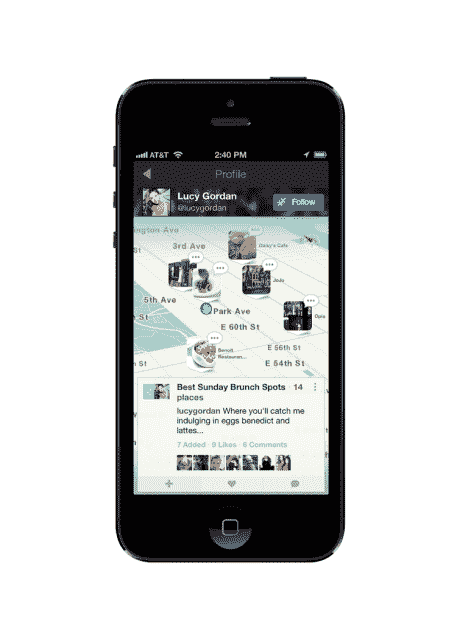 AT&T
2:40 PM
Profile
Lucy Gordan
@lucygordan
Follow
ngton Ave
3rd Ave
Daisy's Cafe
Jojo
5th Ave
Park Ave
Opia
th St
E 60th St
Benoit
Restauran...
E 56th St
E 54th St
Best Sunday Brunch Spots · 14
places
lucygordan Where you'll catch me
indulging in eggs benedict and
lattes...
7 Added · 9 Likes · 6 Comments